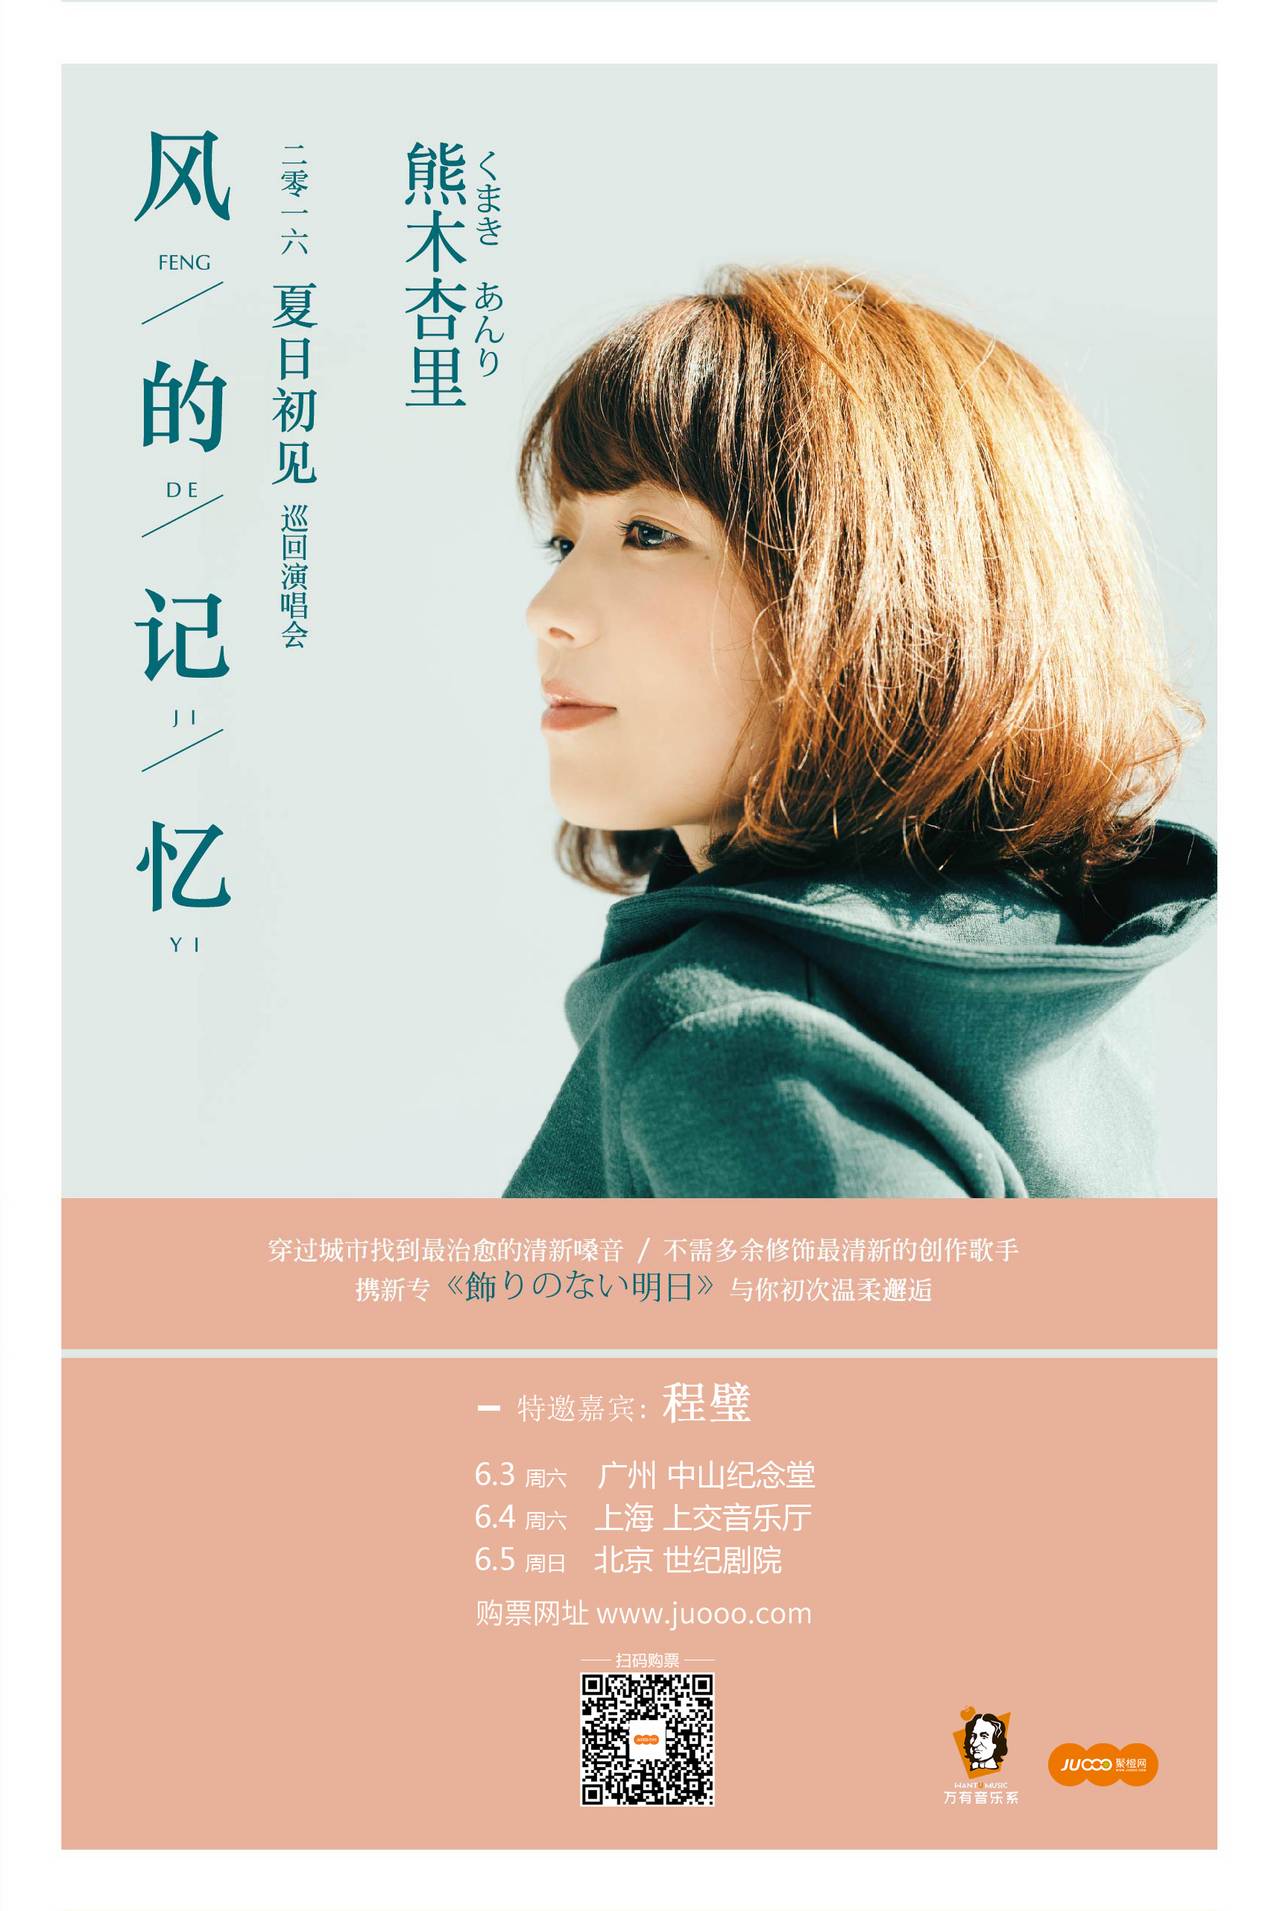 风的记忆
FENG
DE
JI
YI
二零一六 夏日初见 巡回演唱会
熊木杏里
くまき あんり
穿过城市找到最治愈的清新嗓音 / 不需多余修饰最清新的创作歌手
携新专《飾りのない明日》与你初次温柔邂逅
特邀嘉宾：程璧
6.3 周六 广州 中山纪念堂
6.4 周六 上海 上交音乐厅
6.5 周日 北京 世纪剧院
购票网址 www.juooo.com
扫码购票
WANTU MUSIC
万有音乐系
JUOOO 聚橙网